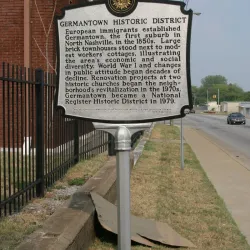 GERMANTOWN HISTORIC DISTRICT
European immigrants established
Germantown, the first suburb in
North Nashville, in the 1850s. Large
brick townhouses stood next to mod-
est workers' cottages, illustrating
the area's economic and social
diversity. World War I and changes
in public attitude began decades of
decline. Renovation projects at two
historic churches began the neigh-
borhood's revitalization in the 1970s.
Germantown became a National
Register Historic District in 1979.